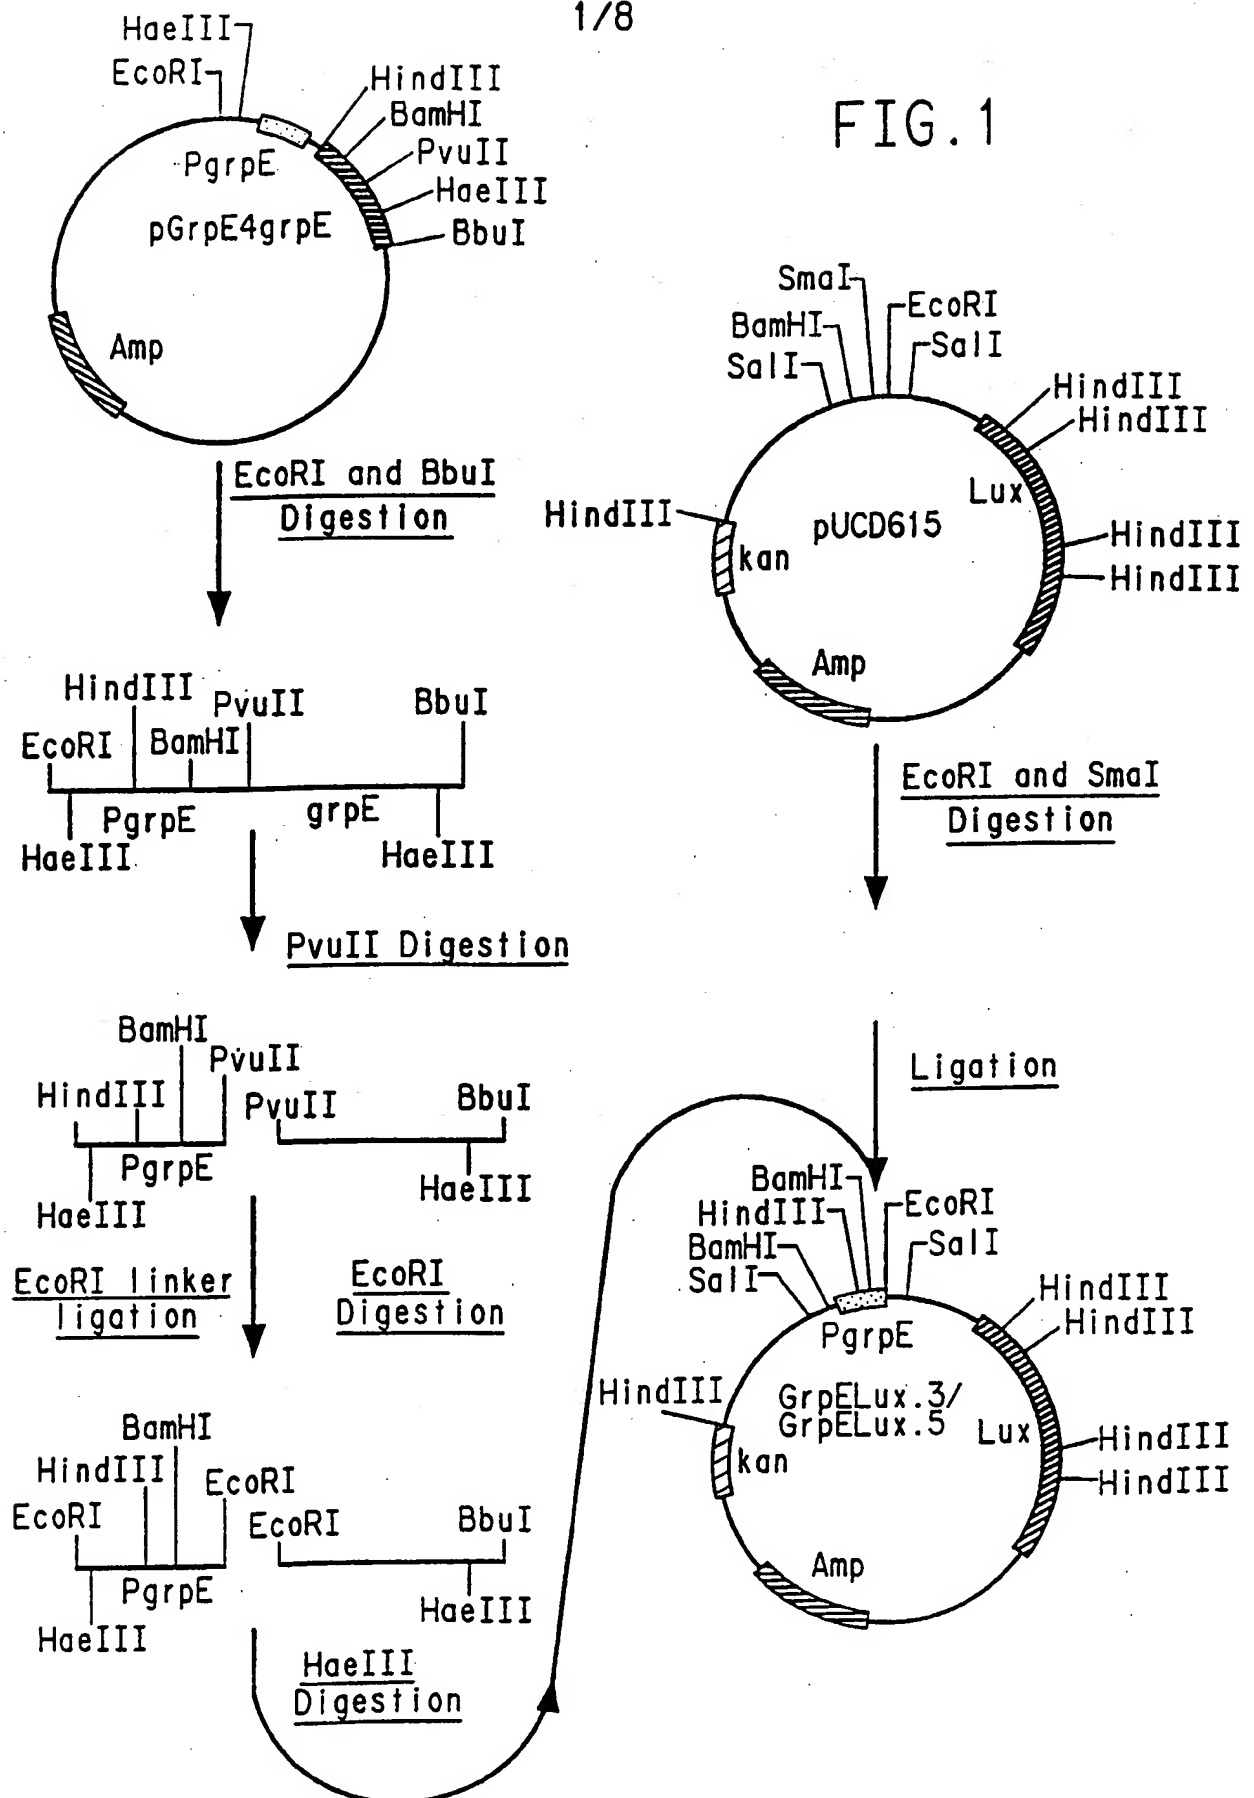 1/8
FIG.1
HaeIII
EcoRI
HindIII
BamHI
PvuII
HaeIII
BbuI
PgrpE
pGrpE4grpE
Amp
EcoRI and BbuI
Digestion
HindIII
PvuII
BbuI
EcoRI
BamHI
PgrpE
grpE
HaeIII
HaeIII
PvuII Digestion
BamHI
PvuII
HindIII
PvuII
BbuI
PgrpE
HaeIII
HaeIII
EcoRI linker
ligation
EcoRI
Digestion
BamHI
HindIII
EcoRI
EcoRI
EcoRI
BbuI
PgrpE
HaeIII
HaeIII
HaeIII
Digestion
SmaI
EcoRI
BamHI
SalI
SalI
HindIII
HindIII
Lux
HindIII
pUCD615
kan
HindIII
HindIII
Amp
EcoRI and SmaI
Digestion
Ligation
BamHI
HindIII
EcoRI
BamHI
SalI
SalI
HindIII
HindIII
PgrpE
HindIII
GrpELux.3/
GrpELux.5
Lux
kan
HindIII
HindIII
Amp